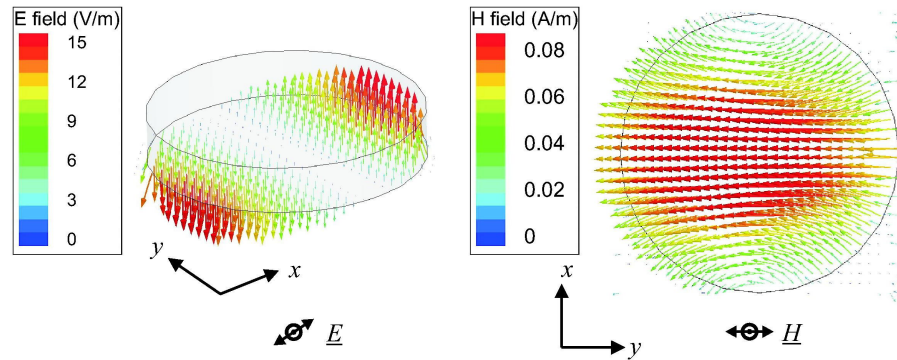 E field (V/m)
15
12
9
6
3
0
y
x
E
H field (A/m)
0.08
0.06
0.04
0.02
0
x
y
H